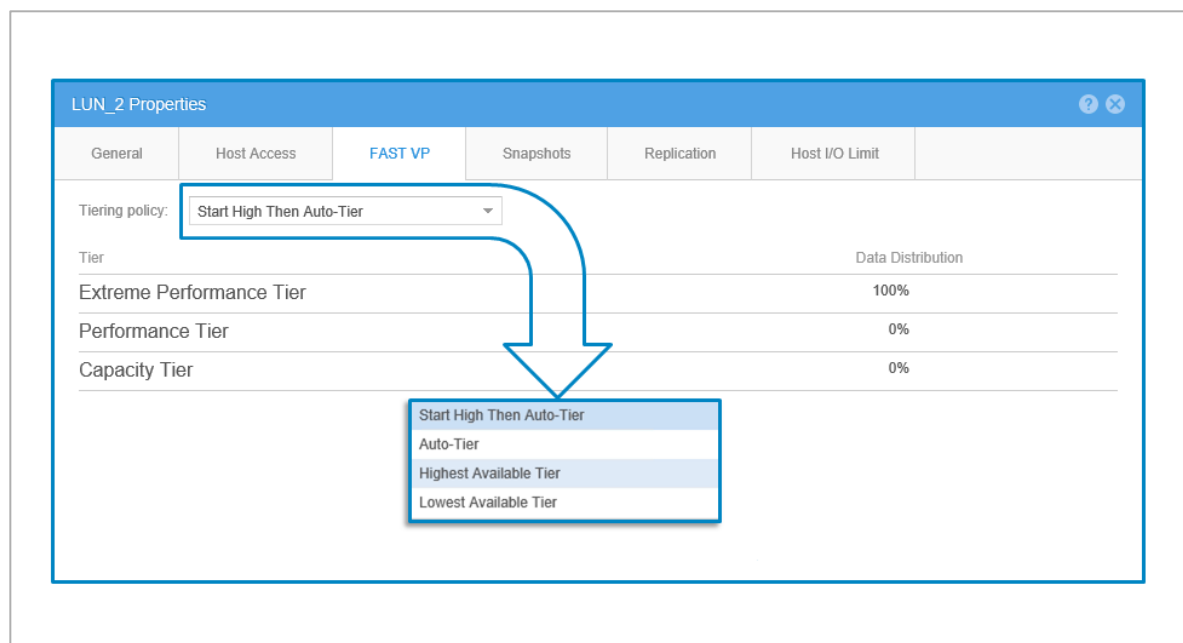 LUN_2 Properties
General Host Access FAST VP Snapshots Replication Host I/O Limit
Tiering policy: Start High Then Auto-Tier
Tier Data Distribution
Extreme Performance Tier 100%
Performance Tier 0%
Capacity Tier 0%
Start High Then Auto-Tier
Auto-Tier
Highest Available Tier
Lowest Available Tier